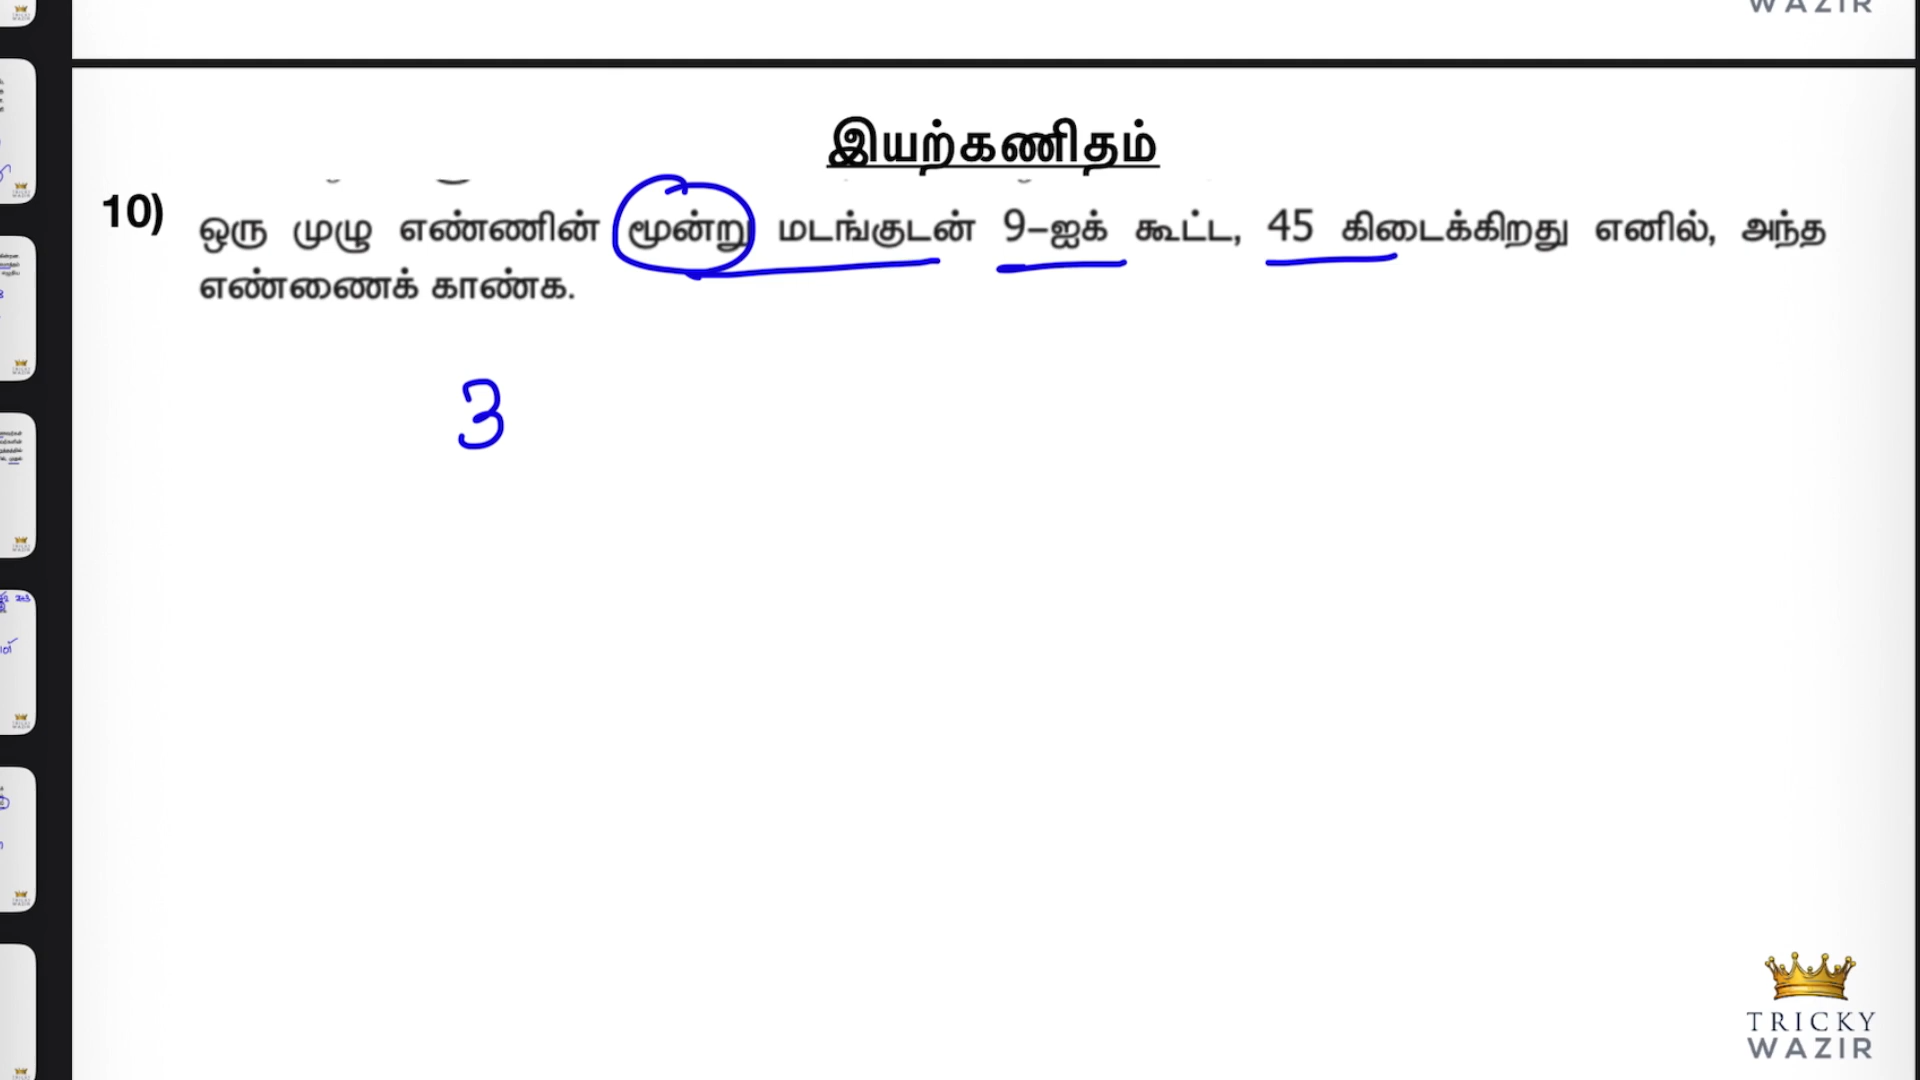 WAZIR
இயற்கணிதம்
10) ஒரு முழு எண்ணின் மூன்று மடங்குடன் 9–ஐக் கூட்ட, 45 கிடைக்கிறது எனில், அந்த
எண்ணைக் காண்க.
3
TRICKY
WAZIR